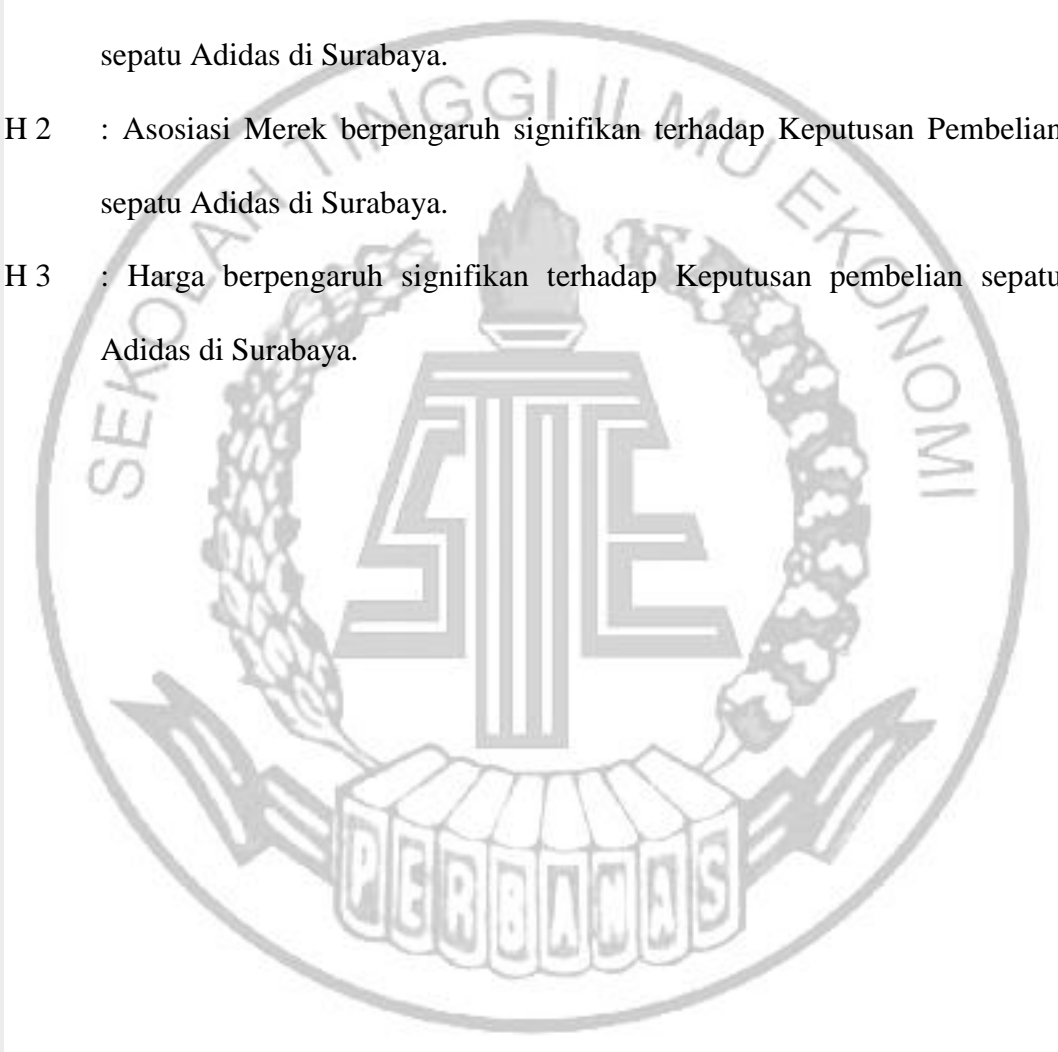 sepatu Adidas di Surabaya.
H 2 : Asosiasi Merek berpengaruh signifikan terhadap Keputusan Pembelian
sepatu Adidas di Surabaya.
H 3 : Harga berpengaruh signifikan terhadap Keputusan pembelian sepatu
Adidas di Surabaya.
SEKOLAH TINGGI ILMU EKONOMI
STIE
PERBANAS